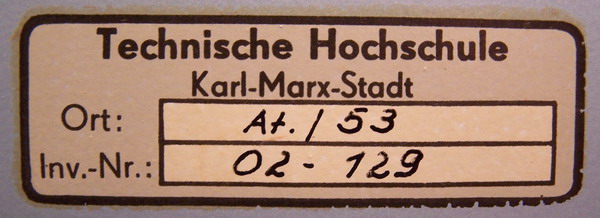 Technische Hochschule
Karl-Marx-Stadt
Ort: At. / 53
Inv.-Nr.: 02 - 129